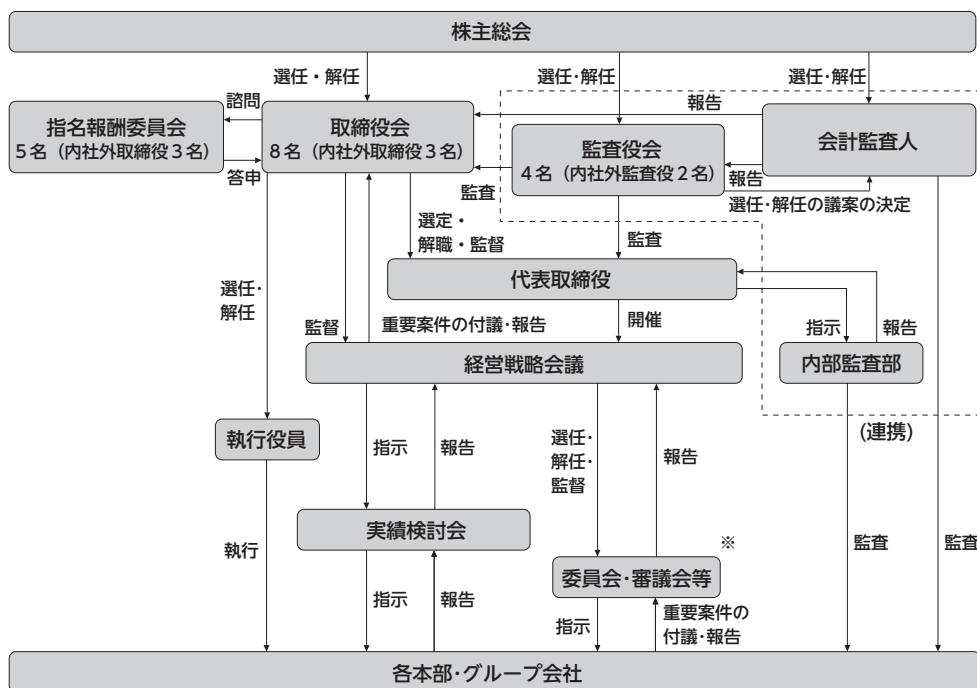 株主総会
選任・解任
選任・解任
選任・解任
諮問
報告
指名報酬委員会
5名（内社外取締役3名）
取締役会
8名（内社外取締役3名）
監査役会
4名（内社外監査役2名）
会計監査人
答申
監査
報告
選任・解任の議案の決定
選定・
解職・監督
監査
代表取締役
選任・
解任
監督
重要案件の付議・報告
開催
指示
報告
経営戦略会議
内部監査部
(連携)
執行役員
指示
報告
選任・
解任・
監督
報告
実績検討会
※
執行
監査
監査
委員会・審議会等
指示
報告
指示
重要案件の
付議・報告
各本部・グループ会社